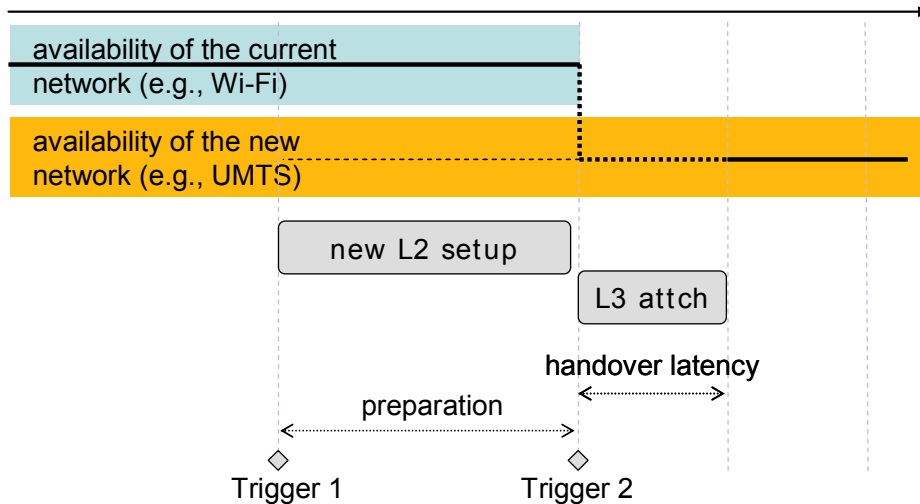 availability of the current
network (e.g., Wi-Fi)
availability of the new
network (e.g., UMTS)
new L2 setup
L3 attch
handover latency
preparation
Trigger 1
Trigger 2